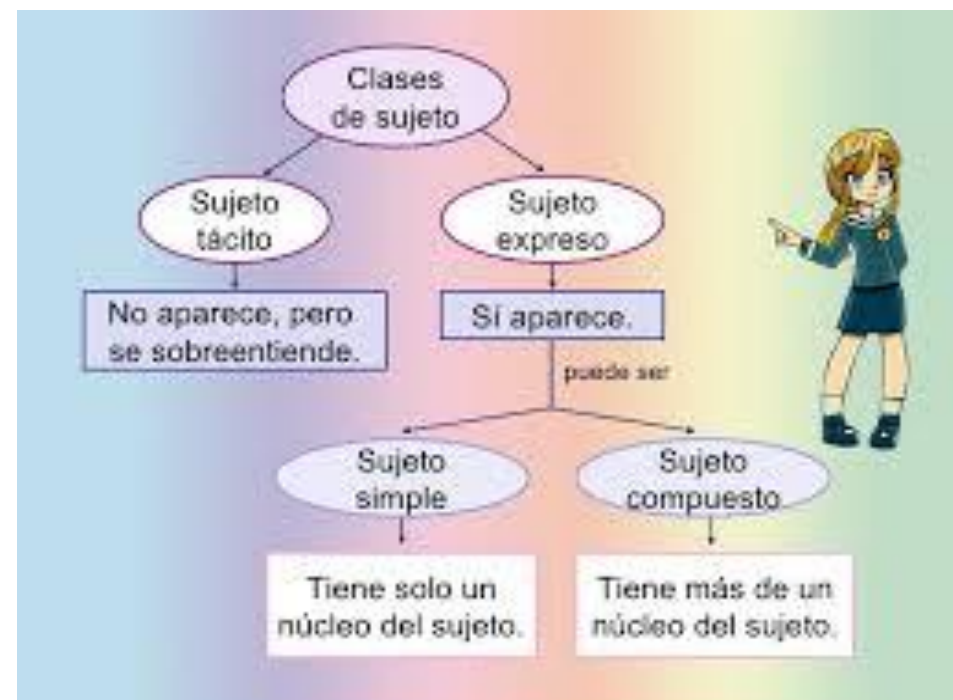 Clases
de sujeto
Sujeto
tácito
Sujeto
expreso
No aparece, pero
se sobreentiende.
Sí aparece.
puede ser
Sujeto
simple
Sujeto
compuesto
Tiene solo un
núcleo del sujeto.
Tiene más de un
núcleo del sujeto.